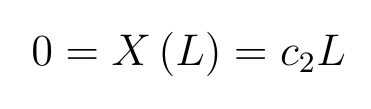 0 = X (L) = c₂L